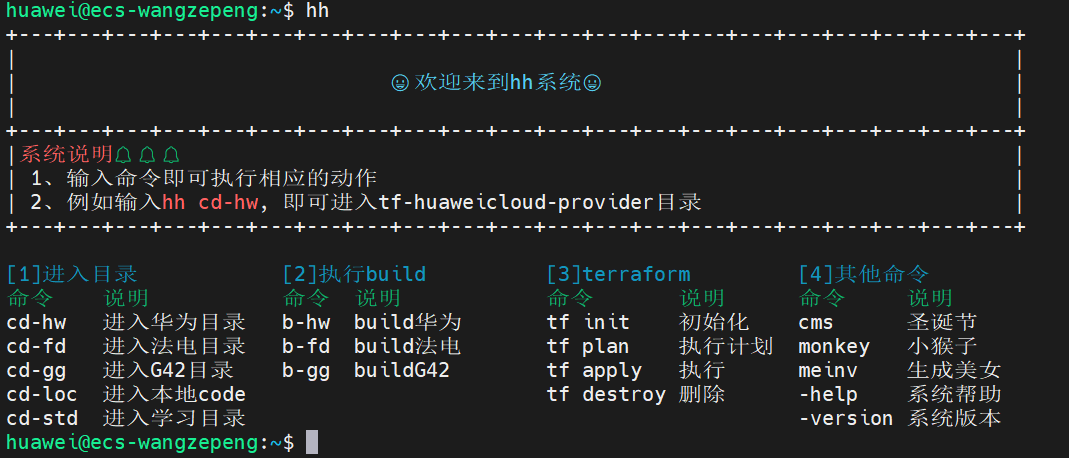 huawei@ecs-wangzepeng:~$ hh
+---+---+---+---+---+---+---+---+---+---+---+---+---+---+---+---+---+---+---+---+---+
|                                                                                   |
|                               😀欢迎来到hh系统😀                                  |
|                                                                                   |
+---+---+---+---+---+---+---+---+---+---+---+---+---+---+---+---+---+---+---+---+---+
|系统说明🔔🔔🔔                                                                     |
| 1、输入命令即可执行相应的动作                                                     |
| 2、例如输入hh cd-hw，即可进入tf-huaweicloud-provider目录                          |
+---+---+---+---+---+---+---+---+---+---+---+---+---+---+---+---+---+---+---+---+---+
[1]进入目录 [2]执行build [3]terraform [4]其他命令
命令 说明 命令 说明 命令 说明 命令 说明
cd-hw 进入华为目录 b-hw build华为 tf init 初始化 cms 圣诞节
cd-fd 进入法电目录 b-fd build法电 tf plan 执行计划 monkey 小猴子
cd-gg 进入G42目录 b-gg buildG42 tf apply 执行 meinv 生成美女
cd-loc 进入本地code tf destroy 删除 -help 系统帮助
cd-std 进入学习目录 -version 系统版本
huawei@ecs-wangzepeng:~$